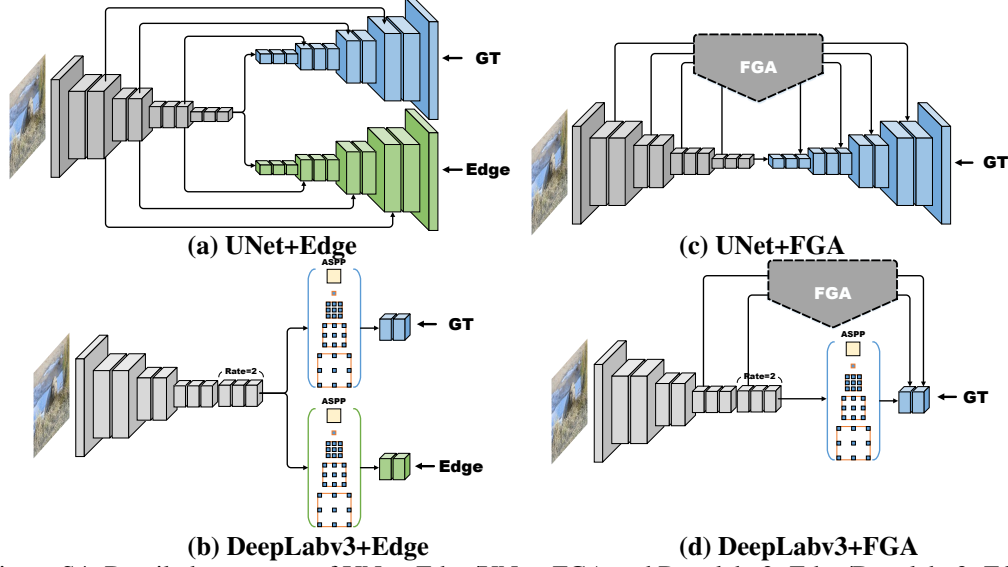 GT
Edge
(a) UNet+Edge
FGA
GT
(c) UNet+FGA
ASPP
GT
Rate=2
ASPP
Edge
(b) DeepLabv3+Edge
FGA
ASPP
Rate=2
GT
(d) DeepLabv3+FGA